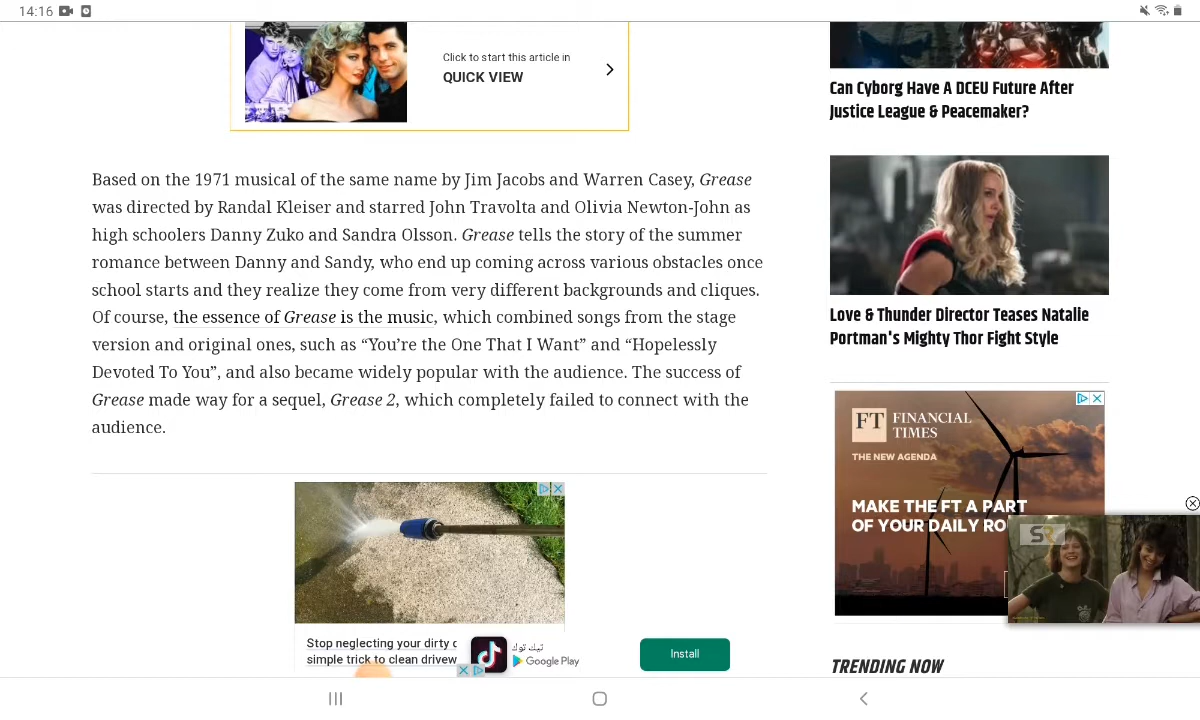 14:16
Click to start this article in
QUICK VIEW
Based on the 1971 musical of the same name by Jim Jacobs and Warren Casey, Grease
was directed by Randal Kleiser and starred John Travolta and Olivia Newton-John as
high schoolers Danny Zuko and Sandra Olsson. Grease tells the story of the summer
romance between Danny and Sandy, who end up coming across various obstacles once
school starts and they realize they come from very different backgrounds and cliques.
Of course, the essence of Grease is the music, which combined songs from the stage
version and original ones, such as “You’re the One That I Want” and “Hopelessly
Devoted To You”, and also became widely popular with the audience. The success of
Grease made way for a sequel, Grease 2, which completely failed to connect with the
audience.
Stop neglecting your dirty
simple trick to clean
تيك توك
Google Play
Install
Can Cyborg Have A DCEU Future After
Justice League & Peacemaker?
Love & Thunder Director Teases Natalie
Portman's Mighty Thor Fight Style
FT FINANCIAL
TIMES
THE NEW AGENDA
MAKE THE FT A PART
OF YOUR DAILY
SR
TRENDING NOW